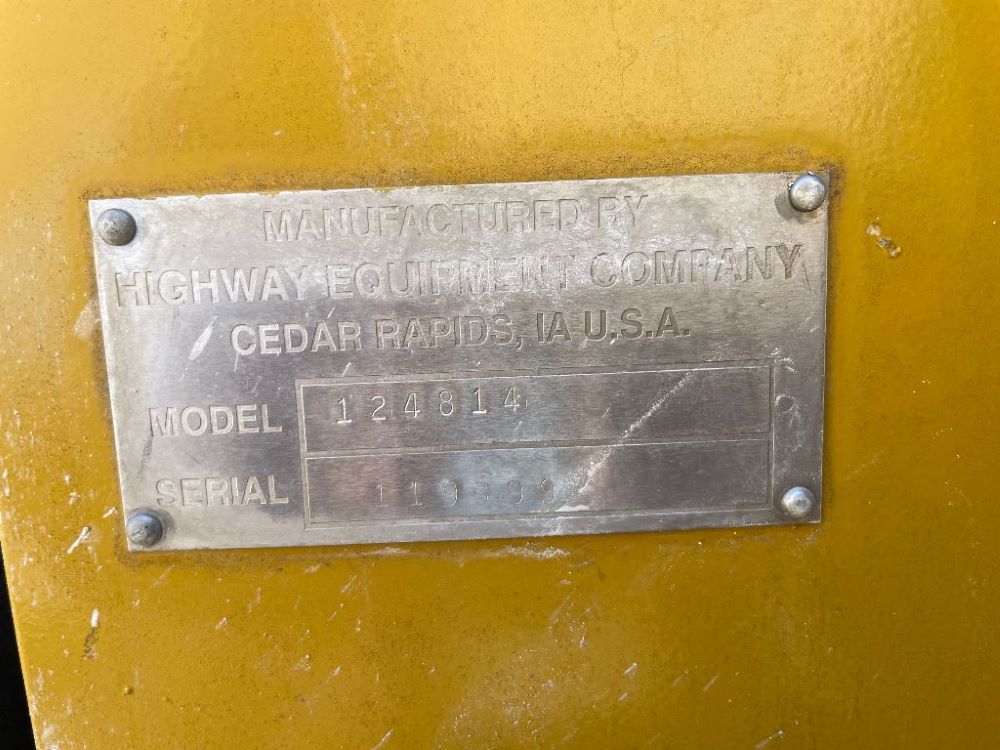 MANUFACTURED BY
HIGHWAY EQUIPMENT COMPANY
CEDAR RAPIDS, IA U.S.A.
MODEL 124814
SERIAL